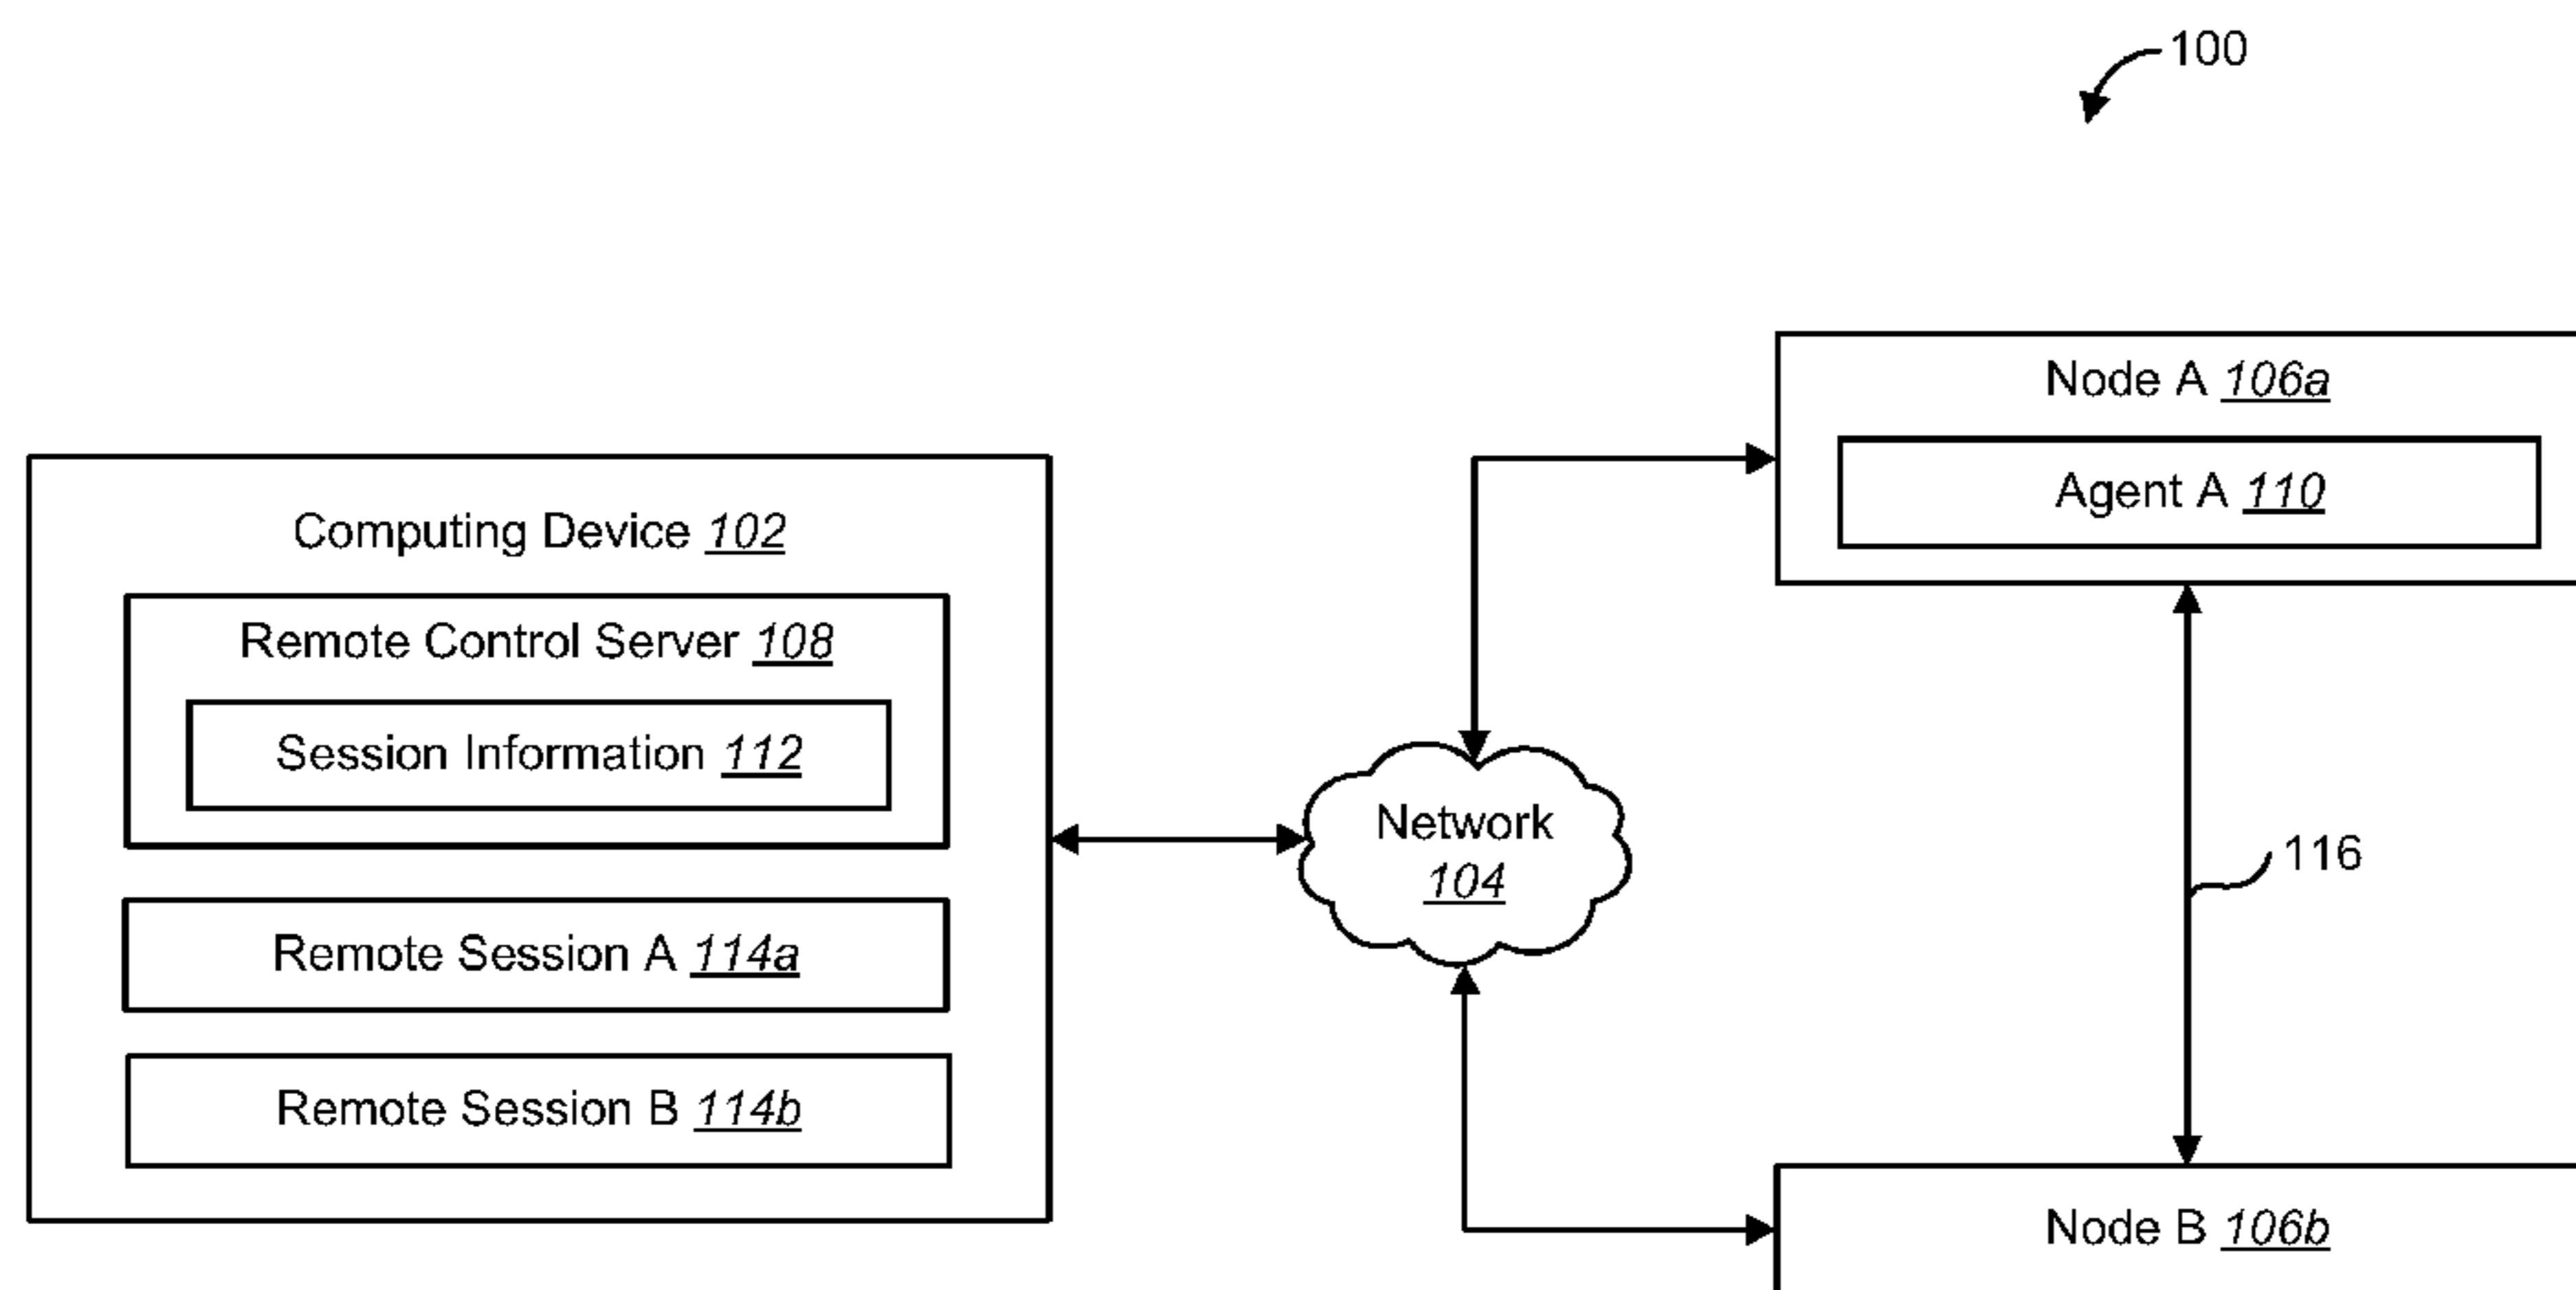 100
Node A 106a
Agent A 110
Computing Device 102
Remote Control Server 108
Session Information 112
Network
104
116
Remote Session A 114a
Remote Session B 114b
Node B 106b